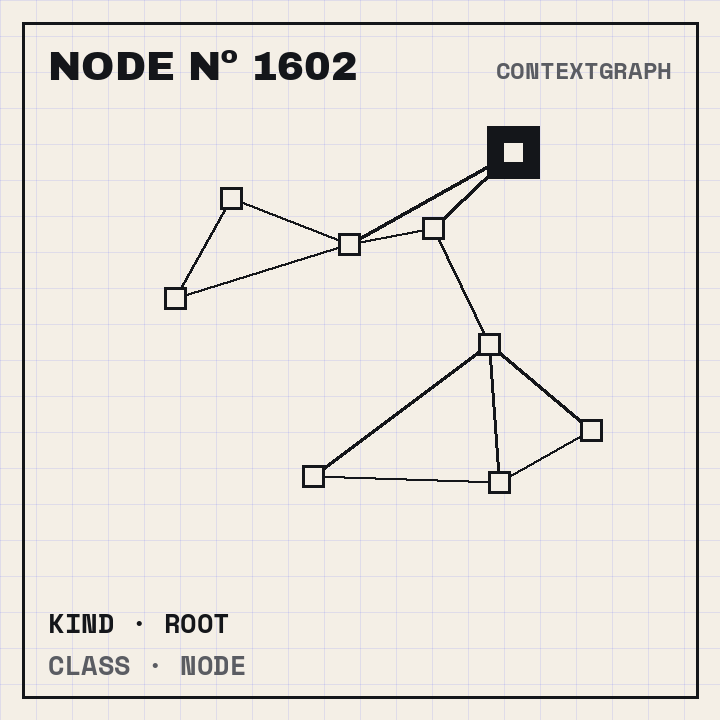 NODE Nº 1602
CONTEXTGRAPH
KIND · ROOT
CLASS · NODE